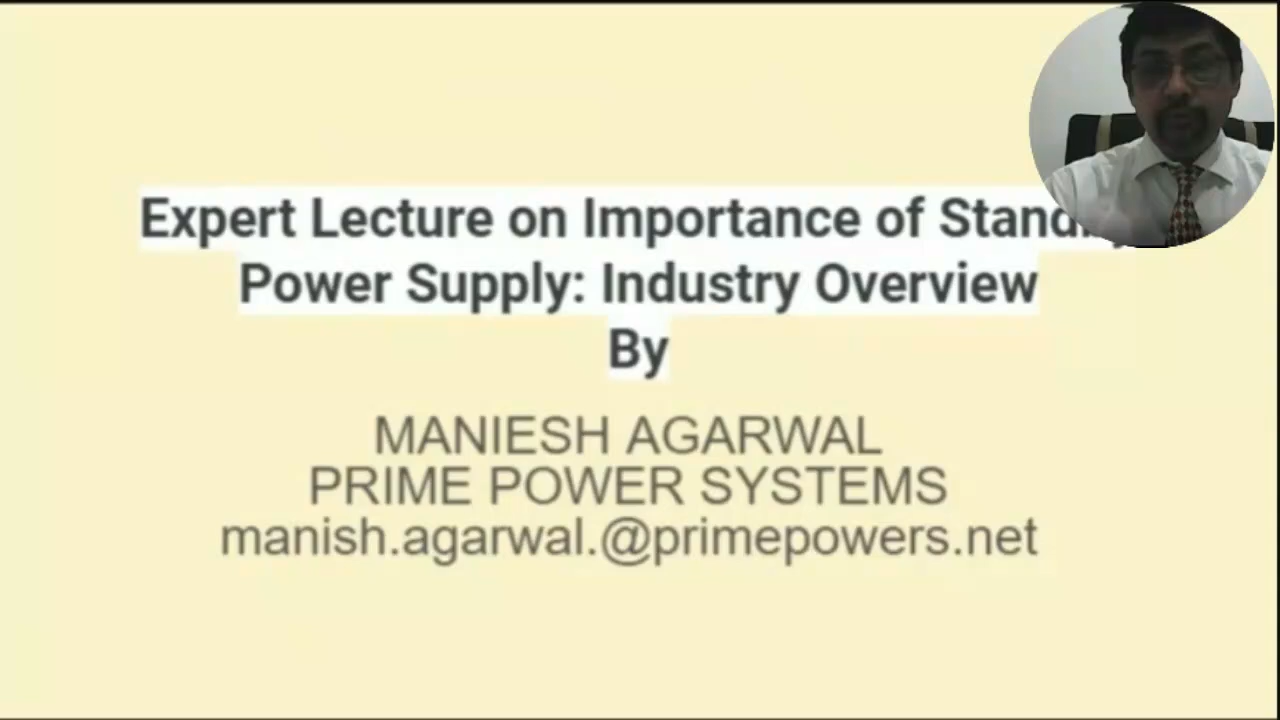 Expert Lecture on Importance of
Power Supply: Industry Overview
By
MANIESH AGARWAL
PRIME POWER SYSTEMS
manish.agarwal.@primepowers.net